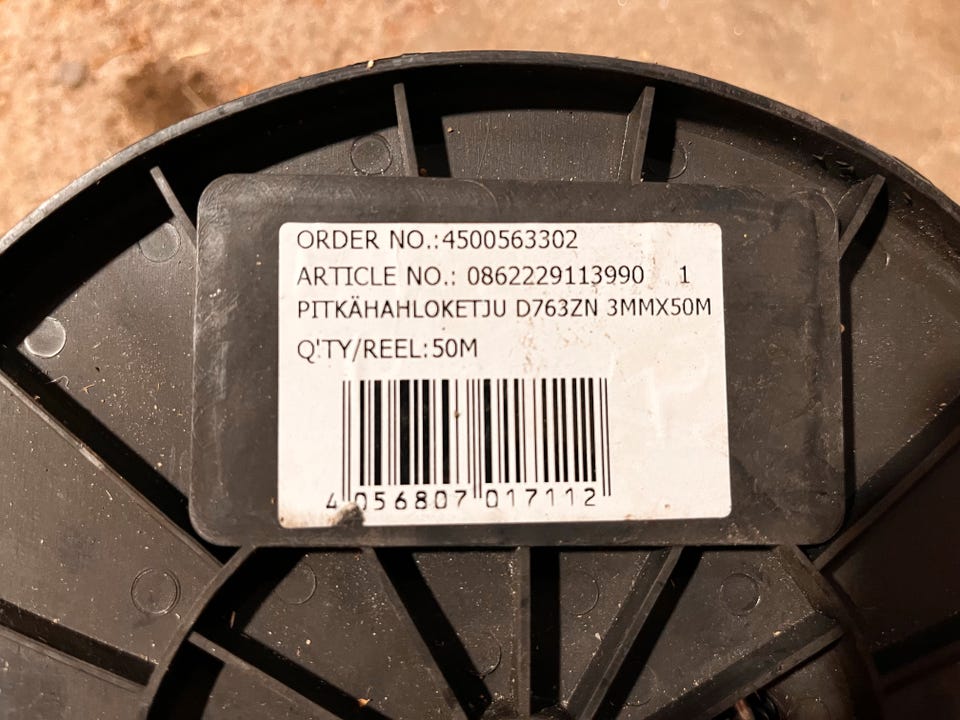 ORDER NO.:4500563302
ARTICLE NO.: 0862229113990 1
PITKÄHAHLOKETJU D763ZN 3MMX50M
Q'TY/REEL:50M
4 056807 017112